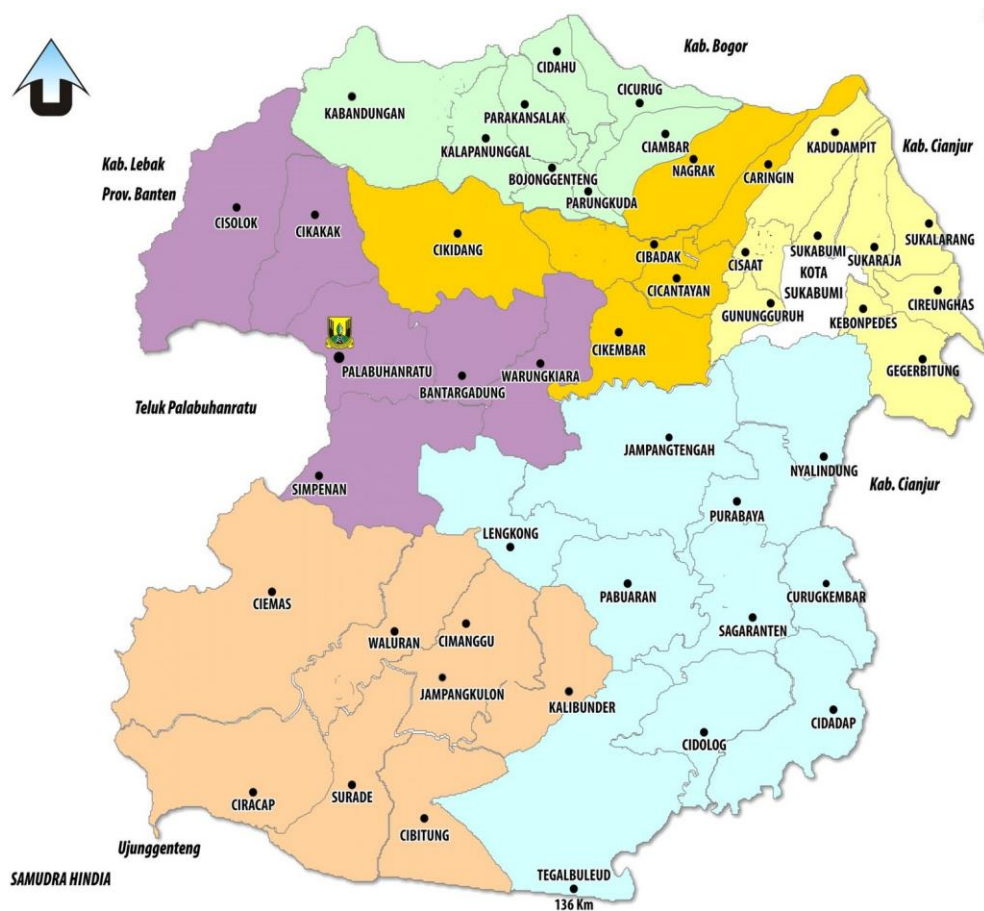 Kab. Bogor
CIDAHU
CICURUG
KABANDUNGAN
PARAKANSALAK
KALAPANUNGGAL
CIAMBAR
KADUDAMPIT
Kab. Cianjur
Kab. Lebak
Prov. Banten
BOJONGGENTENG
NAGRAK
CARINGIN
PARUNGKUDA
CISOLOK
CIKAKAK
CIKIDANG
CIBADAK
CISAAT
SUKABUMI
KOTA
SUKABUMI
SUKARAJA
SUKALARANG
CICANTAYAN
GUNUNGGURUH
KEBONPEDES
CIREUNGHAS
CIKEMBAR
GEGERBITUNG
PALABUHANRATU
BANTARGADUNG
WARUNGKIARA
Teluk Palabuhanratu
JAMPANGTENGAH
NYALINDUNG
Kab. Cianjur
SIMPENAN
PURABAYA
LENGKONG
CIEMAS
PABUARAN
CURUGKEMBAR
WALURAN
CIMANGGU
SAGARANTEN
JAMPANGKULON
KALIBUNDER
CIDADAP
CIDOLOG
CIRACAP
SURADE
CIBITUNG
Ujunggenteng
SAMUDRA HINDIA
TEGALBULEUD
136 Km